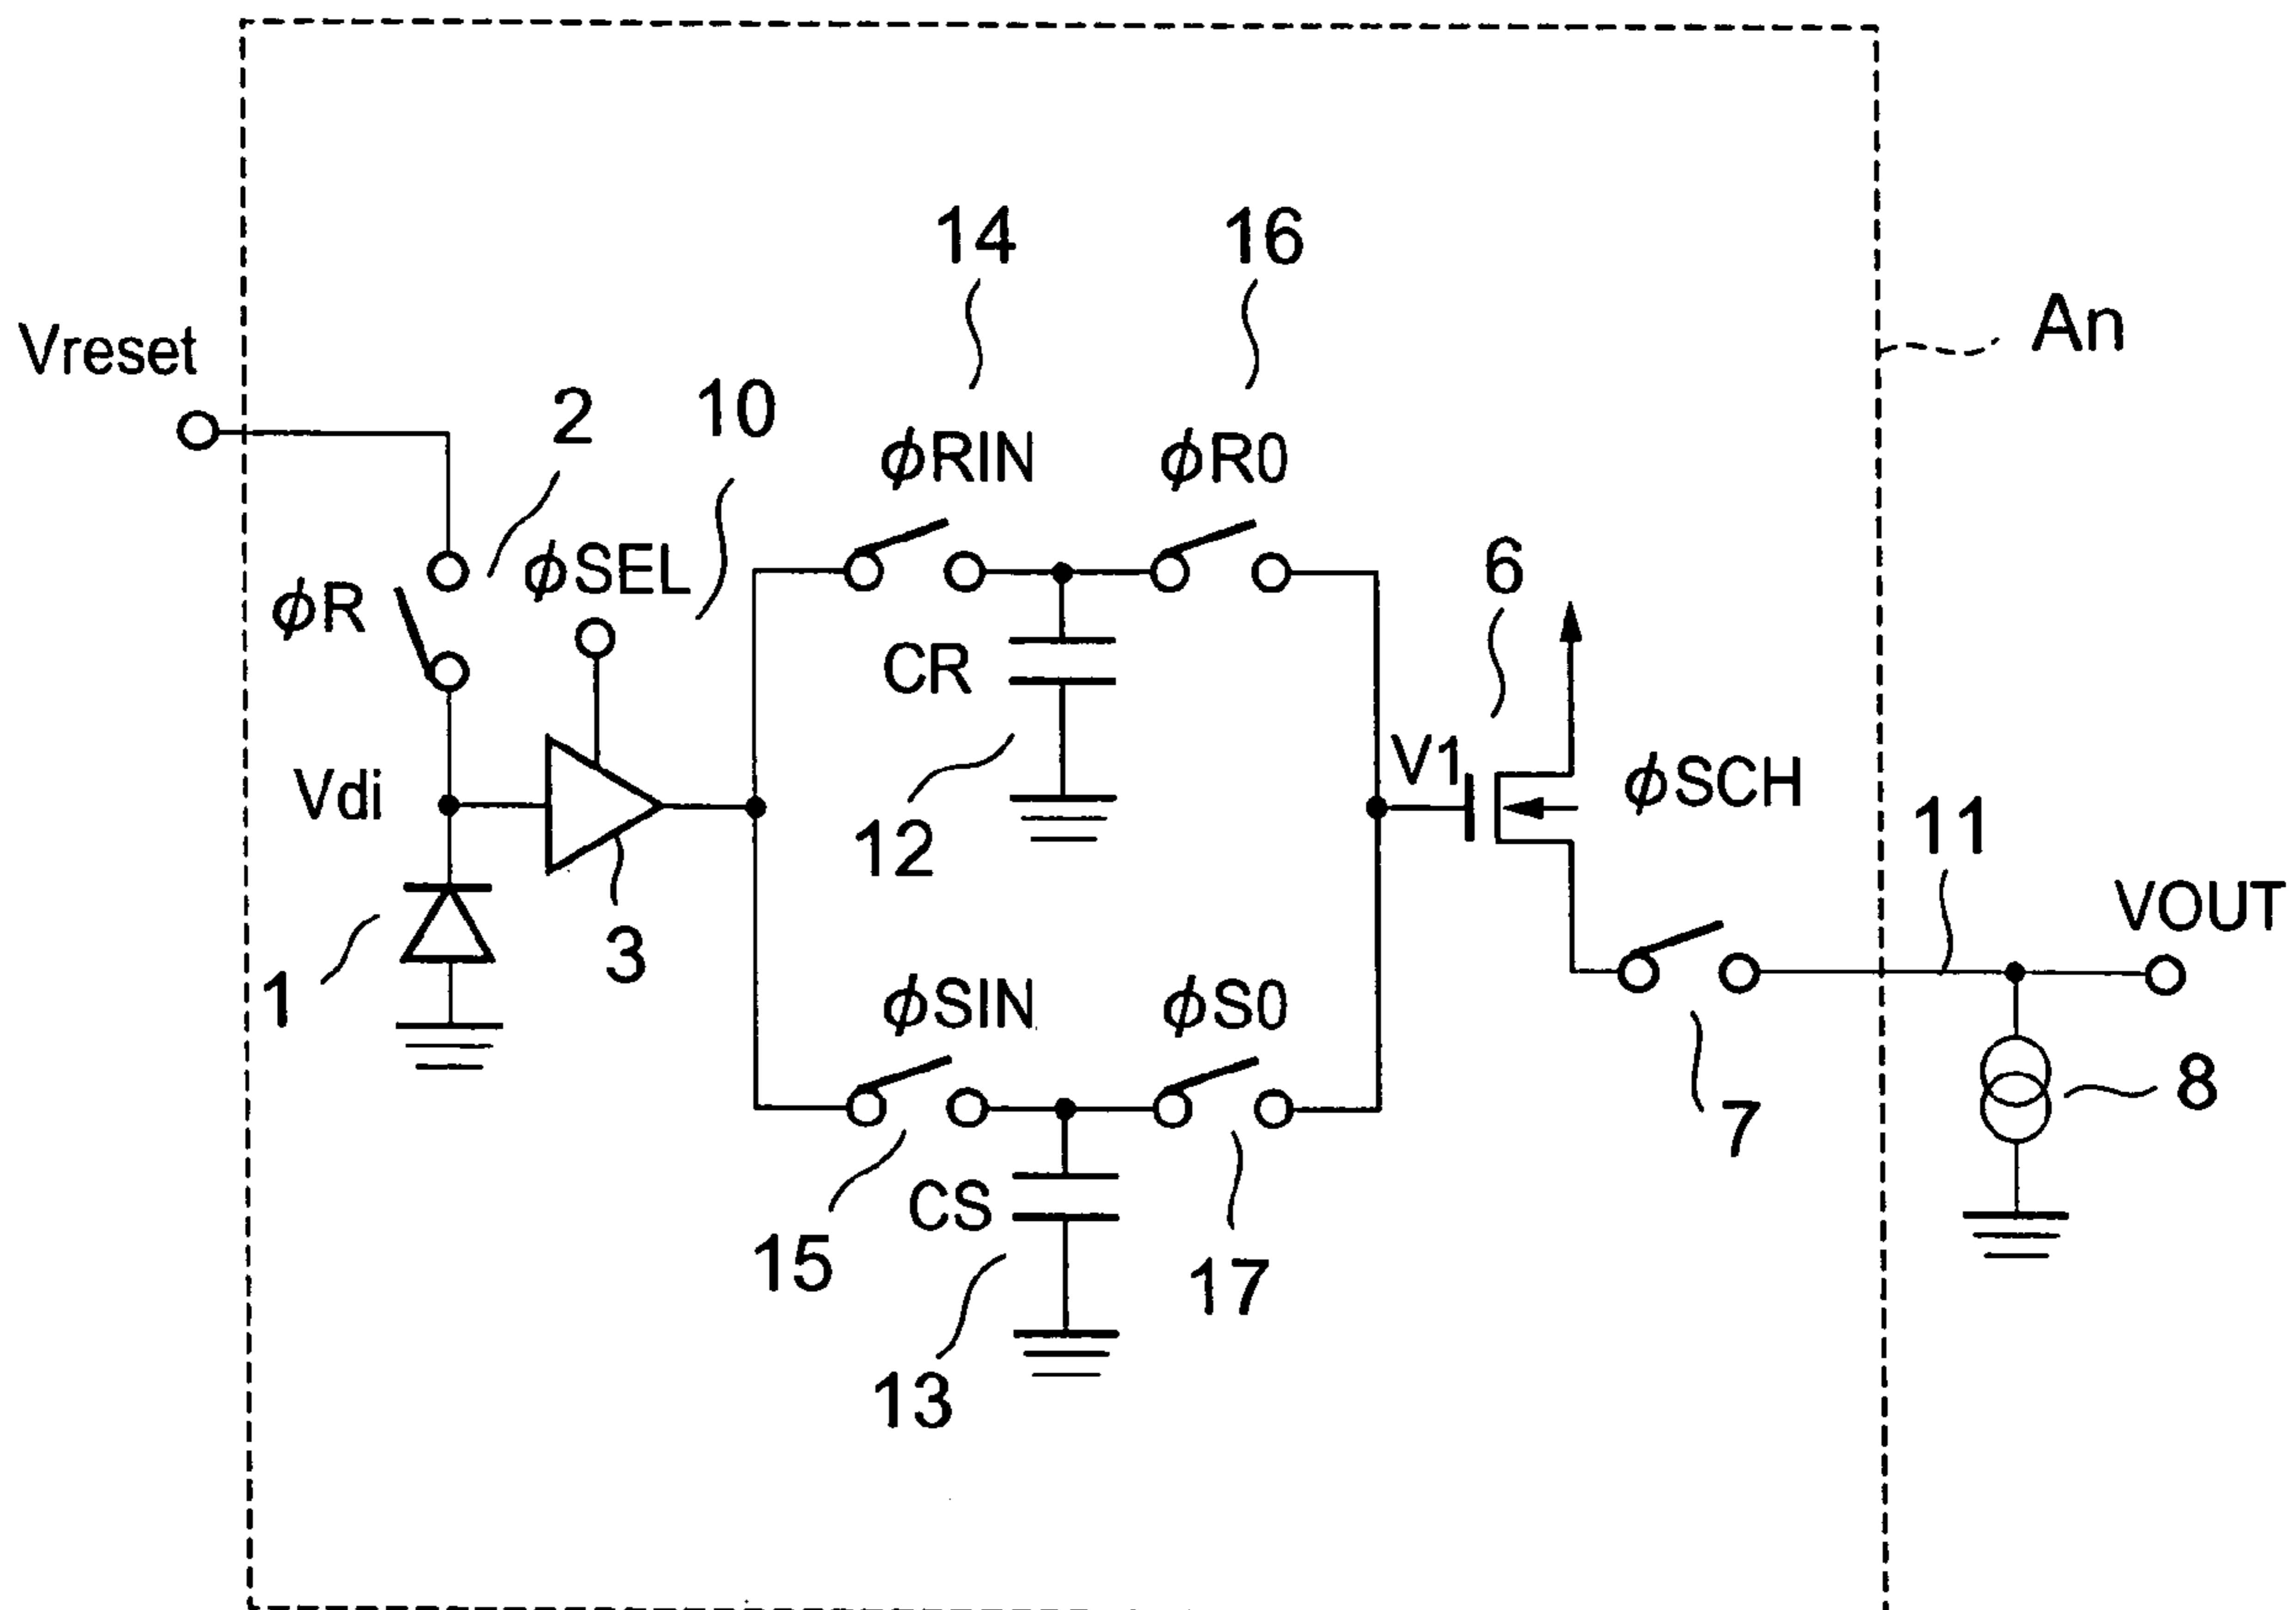 14
16
An
Vreset
2
10
ϕRIN
ϕR0
ϕR
ϕSEL
6
CR
V1
ϕSCH
Vdi
12
11
VOUT
1
3
ϕSIN
ϕS0
7
8
CS
15
17
13